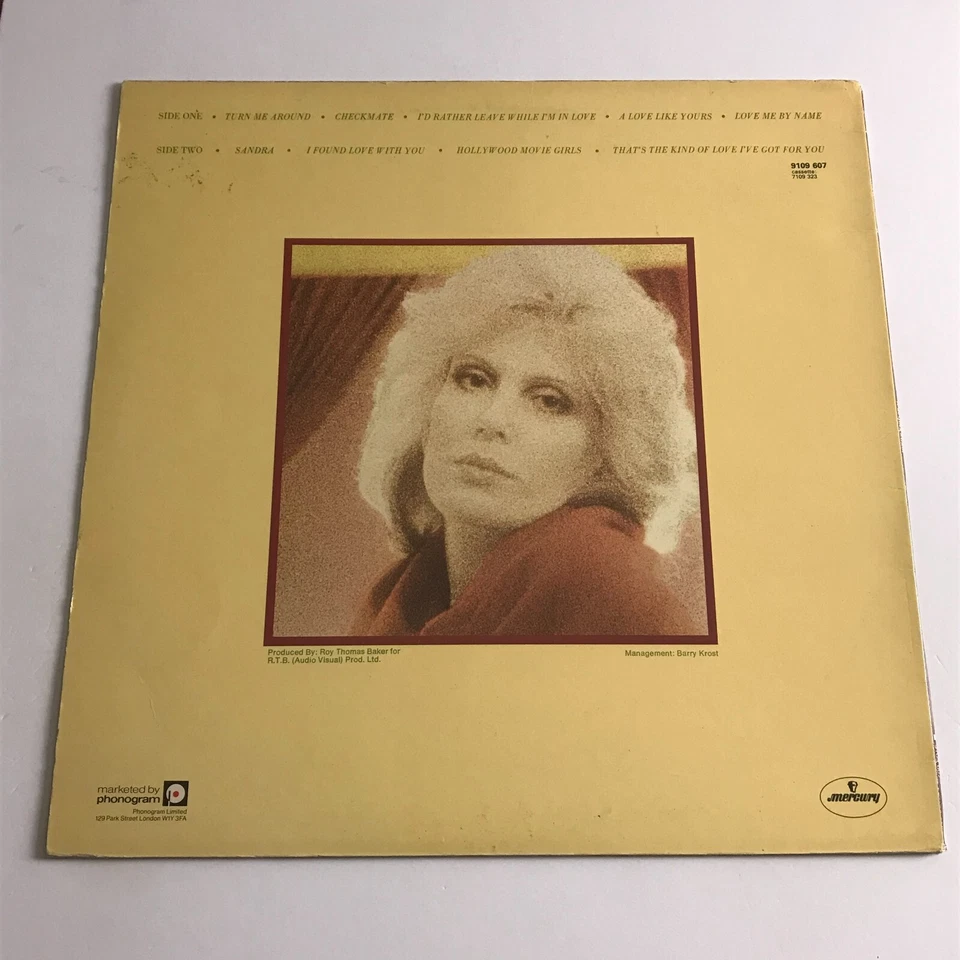 SIDE ONE • TURN ME AROUND • CHECKMATE • I'D RATHER LEAVE WHILE I'M IN LOVE • A LOVE LIKE YOURS • LOVE ME BY NAME
SIDE TWO • SANDRA • I FOUND LOVE WITH YOU • HOLLYWOOD MOVIE GIRLS • THAT'S THE KIND OF LOVE I'VE GOT FOR YOU
9109 607
cassette:
7109 323
Produced By: Roy Thomas Baker for
R.T.B. (Audio Visual) Prod. Ltd.
Management: Barry Krost
marketed by
phonogram
Phonogram Limited
129 Park Street London W1Y 3FA
mercury